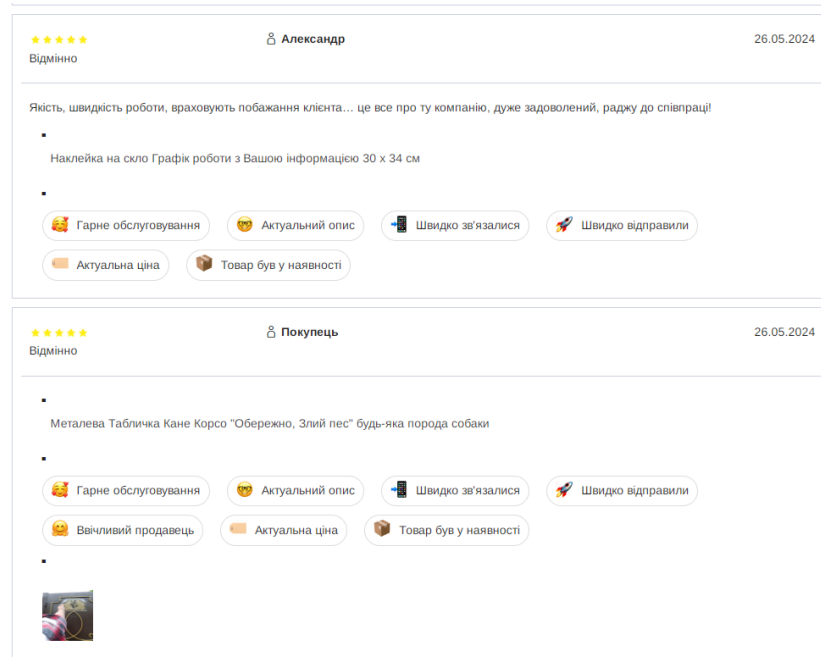 Александр 26.05.2024
Відмінно
Якість, швидкість роботи, враховують побажання клієнта... це все про ту компанію, дуже задоволений, раджу до співпраці!
Наклейка на скло Графік роботи з Вашою інформацією 30 х 34 см
Гарне обслуговування Актуальний опис Швидко зв'язалися Швидко відправили
Актуальна ціна Товар був у наявності
Покупець 26.05.2024
Відмінно
Металева Табличка Кане Корсо "Обережно, Злий пес" будь-яка порода собаки
Гарне обслуговування Актуальний опис Швидко зв'язалися Швидко відправили
Ввічливий продавець Актуальна ціна Товар був у наявності